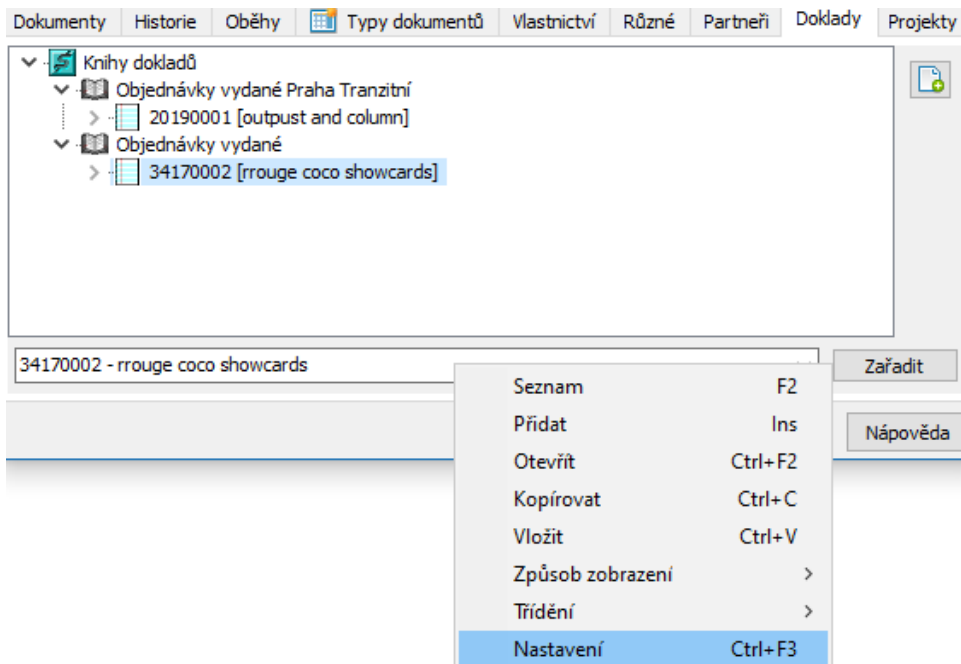 Dokumenty Historie Oběhy Typy dokumentů Vlastnictví Různé Partneři Doklady Projekty
Knihy dokladů
Objednávky vydané Praha Tranzitní
20190001 [outpust and column]
Objednávky vydané
34170002 [rrouge coco showcards]
34170002 - rrouge coco showcards Zařadit
Nápověda
Seznam F2
Přidat Ins
Otevřít Ctrl+F2
Kopírovat Ctrl+C
Vložit Ctrl+V
Způsob zobrazení
Třídění
Nastavení Ctrl+F3